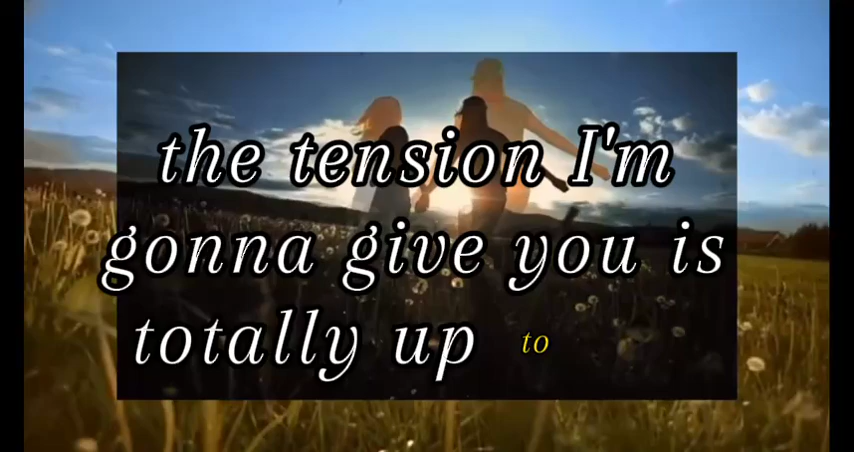 the tension I'm
gonna give you is
totally up to